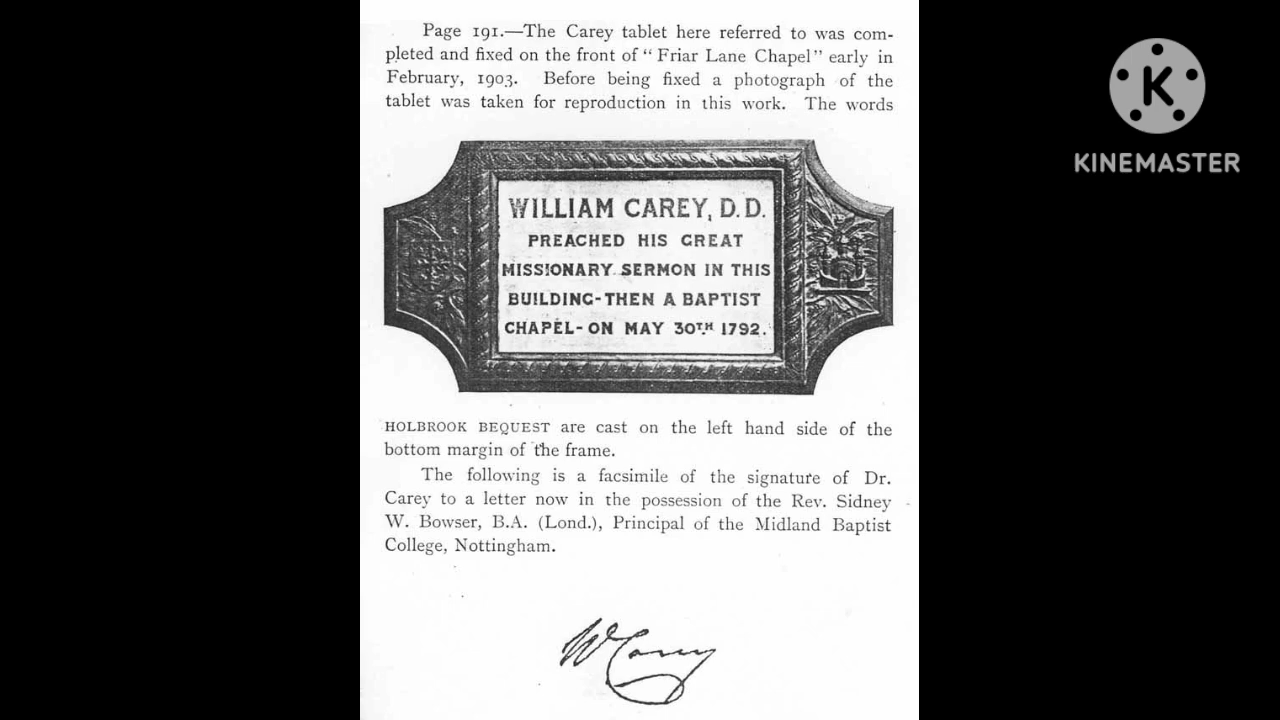 Page 191.—The Carey tablet here referred to was com-
pleted and fixed on the front of "Friar Lane Chapel" early in
February, 1903. Before being fixed a photograph of the
tablet was taken for reproduction in this work. The words
WILLIAM CAREY, D.D.
PREACHED HIS GREAT
MISSIONARY SERMON IN THIS
BUILDING-THEN A BAPTIST
CHAPEL-ON MAY 30TH 1792.
HOLBROOK BEQUEST are cast on the left hand side of the
bottom margin of the frame.
The following is a facsimile of the signature of Dr.
Carey to a letter now in the possession of the Rev. Sidney
W. Bowser, B.A. (Lond.), Principal of the Midland Baptist
College, Nottingham.
W Carey
K
KINEMASTER